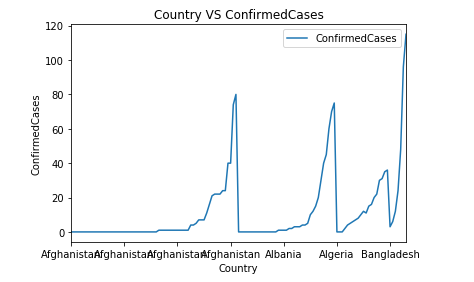 Country VS ConfirmedCases
ConfirmedCases
120
100
80
60
40
20
0
ConfirmedCases
Afghanistan Afghanistan Afghanistan Afghanistan Albania Algeria Bangladesh
Country